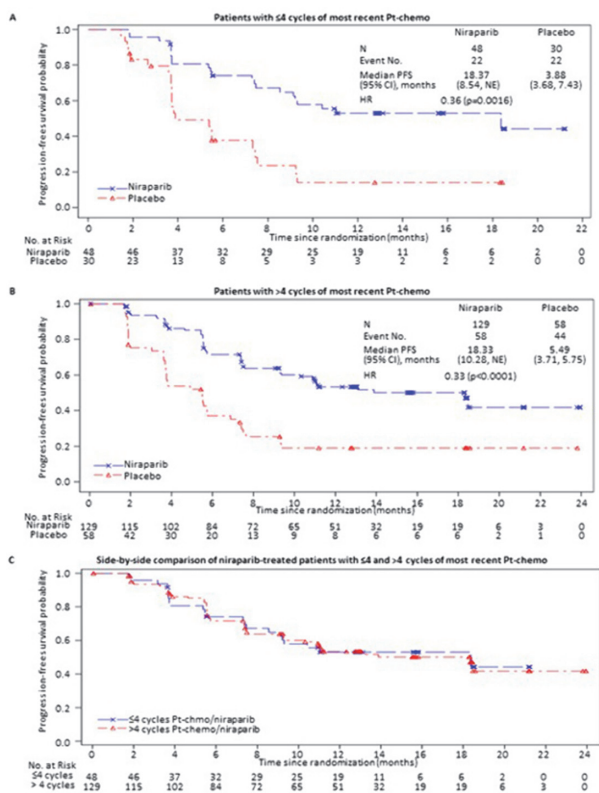 A
Patients with ≤4 cycles of most recent Pt-chemo
Progression-free survival probability
1.0
0.8
0.6
0.4
0.2
0.0
Niraparib Placebo
N 48 30
Event No. 22 22
Median PFS 18.37 3.88
(95% CI), months (8.54, NE) (3.68, 7.43)
HR 0.36 (p=0.0016)
Niraparib
Placebo
0 2 4 6 8 10 12 14 16 18 20 22
Time since randomization (months)
No. at Risk
Niraparib 48 46 37 32 29 25 19 11 6 6 2 0
Placebo 30 23 13 8 5 3 3 2 2 2 0 0
B
Patients with >4 cycles of most recent Pt-chemo
Progression-free survival probability
1.0
0.8
0.6
0.4
0.2
0.0
Niraparib Placebo
N 129 58
Event No. 58 44
Median PFS 18.33 5.49
(95% CI), months (10.28, NE) (3.71, 5.75)
HR 0.33 (p<0.0001)
Niraparib
Placebo
0 2 4 6 8 10 12 14 16 18 20 22 24
Time since randomization (months)
No. at Risk
Niraparib 129 115 102 84 72 65 51 32 19 19 6 3 0
Placebo 58 42 30 20 13 9 8 6 6 6 2 1 0
C
Side-by-side comparison of niraparib-treated patients with ≤4 and >4 cycles of most recent Pt-chemo
Progression-free survival probability
1.0
0.8
0.6
0.4
0.2
0.0
≤4 cycles Pt-chmo/niraparib
>4 cycles Pt-chemo/niraparib
0 2 4 6 8 10 12 14 16 18 20 22 24
Time since randomization (months)
No. at Risk
≤4 cycles 48 46 37 32 29 25 19 11 6 6 2 0 0
> 4 cycles 129 115 102 84 72 65 51 32 19 19 6 3 0